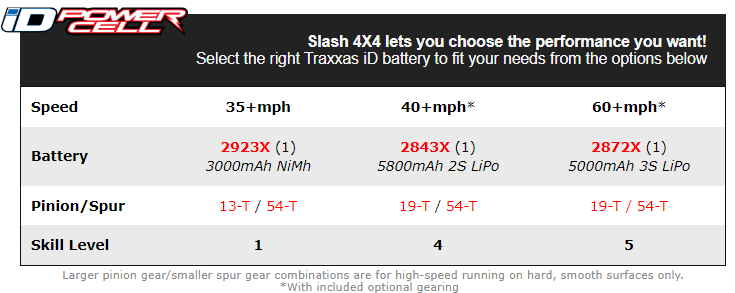 iD POWER CELL
Slash 4X4 lets you choose the performance you want!
Select the right Traxxas iD battery to fit your needs from the options below
Speed 35+mph 40+mph* 60+mph*
Battery 2923X (1) 2843X (1) 2872X (1)
3000mAh NiMh 5800mAh 2S LiPo 5000mAh 3S LiPo
Pinion/Spur 13-T / 54-T 19-T / 54-T 19-T / 54-T
Skill Level 1 4 5
Larger pinion gear/smaller spur gear combinations are for high-speed running on hard, smooth surfaces only.
*With included optional gearing